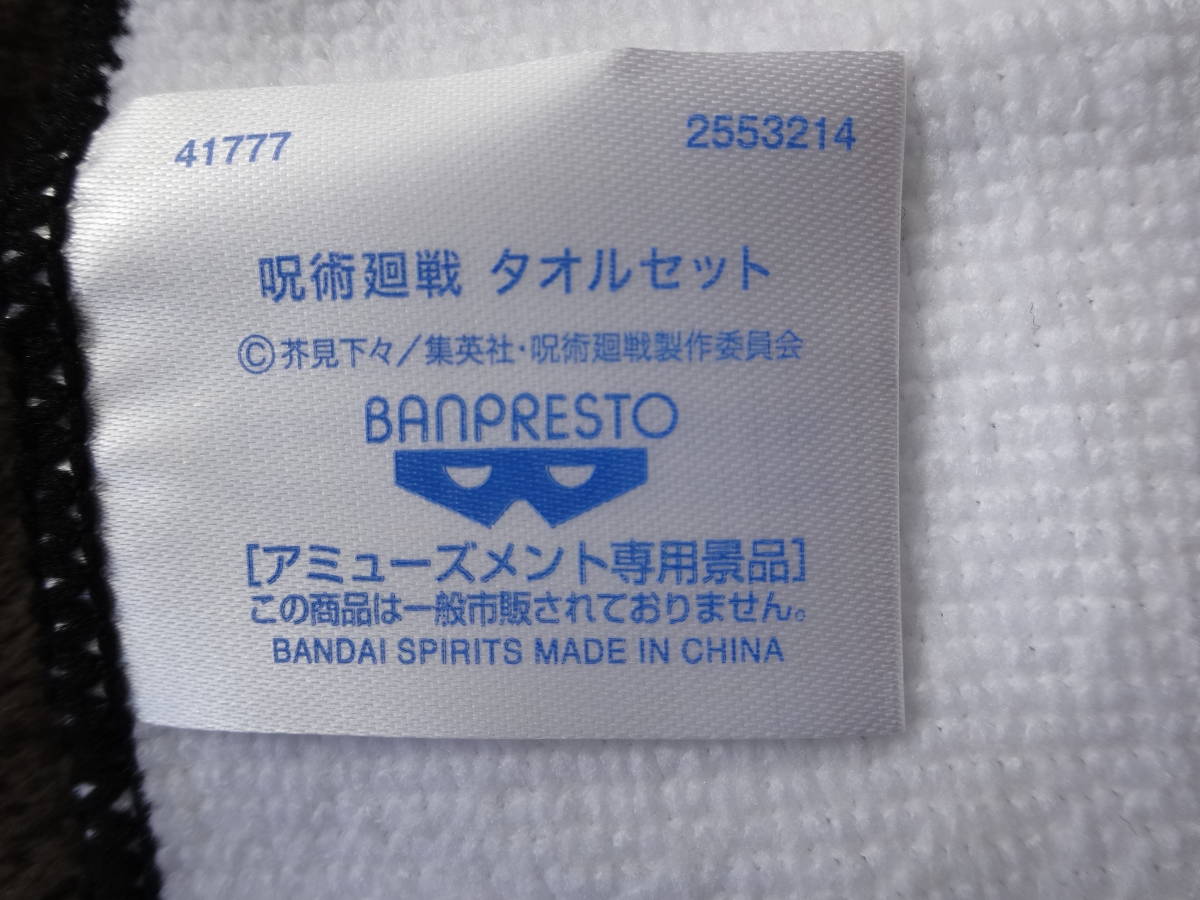 41777 2553214
呪術廻戦 タオルセット
©芥見下々/集英社・呪術廻戦製作委員会
BANPRESTO
[アミューズメント専用景品]
この商品は一般市販されておりません。
BANDAI SPIRITS MADE IN CHINA